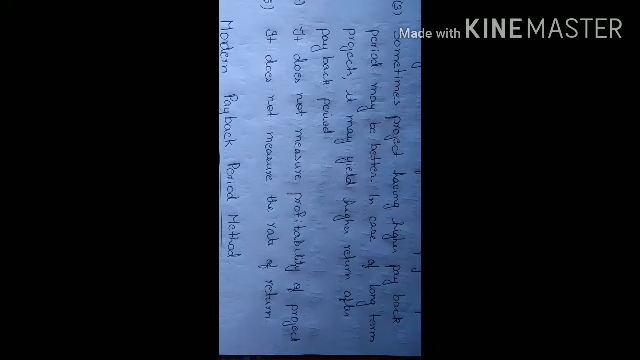 Made with KINEMASTER
(3) Sometimes project having higher pay back
period may be better. In case of long term
project, it may yield higher return after
pay back period.
) It does not measure profitability of project
) It does not measure the rate of return
Modern Payback Period Method